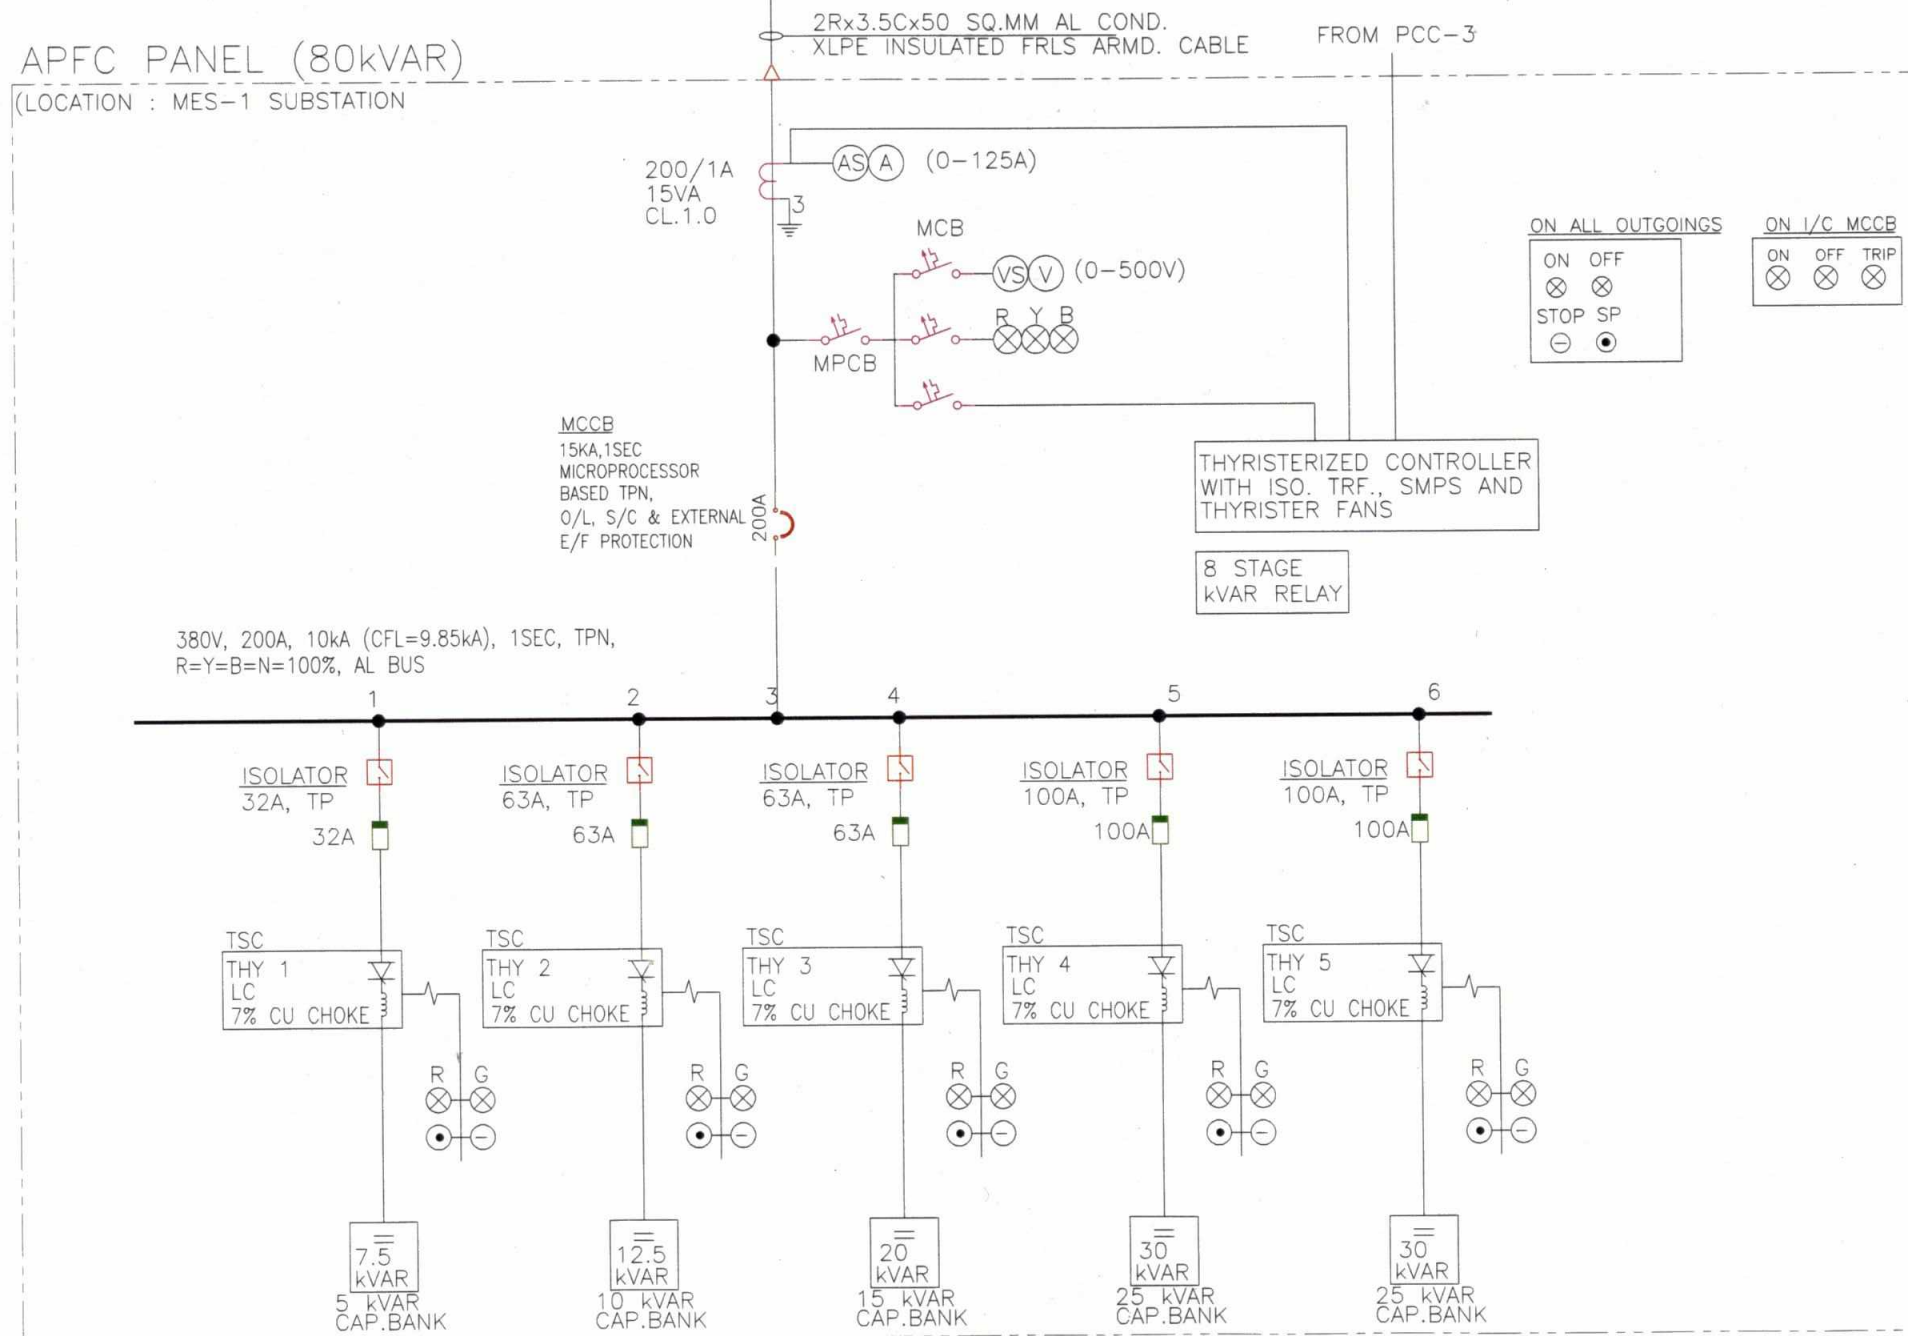 2Rx3.5Cx50 SQ.MM AL COND.
XLPE INSULATED FRLS ARMD. CABLE
FROM PCC-3
APFC PANEL (80kVAR)
(LOCATION : MES-1 SUBSTATION
200/1A
15VA
CL.1.0
3
AS A (0-125A)
MCB
VS V (0-500V)
R Y B
MPCB
ON ALL OUTGOINGS
ON OFF
STOP SP
ON I/C MCCB
ON OFF TRIP
MCCB
15KA,1SEC
MICROPROCESSOR
BASED TPN,
O/L, S/C & EXTERNAL
E/F PROTECTION
200A
THYRISTERIZED CONTROLLER
WITH ISO. TRF., SMPS AND
THYRISTER FANS
8 STAGE
kVAR RELAY
380V, 200A, 10kA (CFL=9.85kA), 1SEC, TPN,
R=Y=B=N=100%, AL BUS
1 2 3 4 5 6
ISOLATOR
32A, TP
32A
ISOLATOR
63A, TP
63A
ISOLATOR
63A, TP
63A
ISOLATOR
100A, TP
100A
ISOLATOR
100A, TP
100A
TSC
THY 1
LC
7% CU CHOKE
TSC
THY 2
LC
7% CU CHOKE
TSC
THY 3
LC
7% CU CHOKE
TSC
THY 4
LC
7% CU CHOKE
TSC
THY 5
LC
7% CU CHOKE
R G
R G
R G
R G
R G
7.5
kVAR
5 kVAR
CAP.BANK
12.5
kVAR
10 kVAR
CAP.BANK
20
kVAR
15 kVAR
CAP.BANK
30
kVAR
25 kVAR
CAP.BANK
30
kVAR
25 kVAR
CAP.BANK